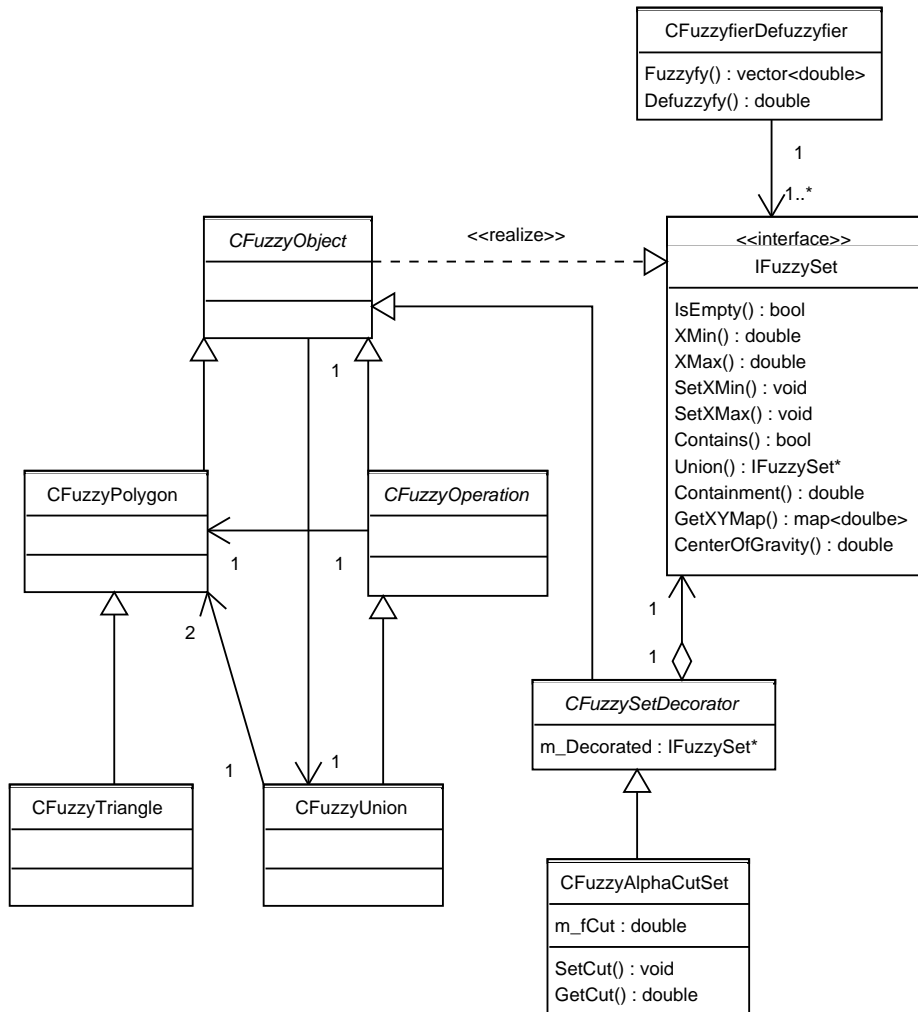 CFuzzyfierDefuzzyfier
Fuzzyfy() : vector<double>
Defuzzyfy() : double
1
1..*
CFuzzyObject
<<realize>>
<<interface>>
IFuzzySet
IsEmpty() : bool
XMin() : double
XMax() : double
SetXMin() : void
SetXMax() : void
Contains() : bool
Union() : IFuzzySet*
Containment() : double
GetXYMap() : map<doulbe>
CenterOfGravity() : double
1
CFuzzyPolygon
CFuzzyOperation
1
1
2
1
1
CFuzzySetDecorator
m_Decorated : IFuzzySet*
1
1
CFuzzyTriangle
CFuzzyUnion
CFuzzyAlphaCutSet
m_fCut : double
SetCut() : void
GetCut() : double